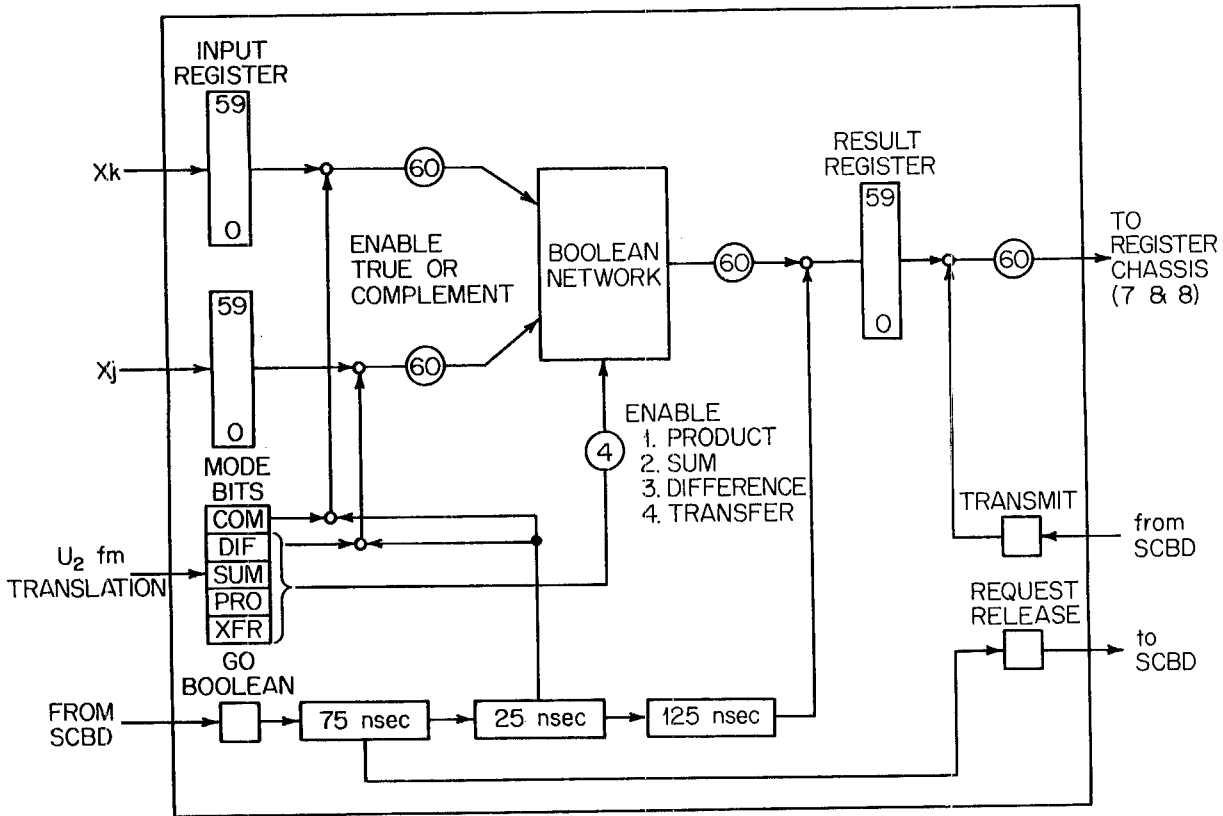 INPUT
REGISTER
59
0
Xk
60
ENABLE
TRUE OR
COMPLEMENT
BOOLEAN
NETWORK
60
RESULT
REGISTER
59
0
60
TO
REGISTER
CHASSIS
(7 & 8)
59
0
Xj
60
4
ENABLE
1. PRODUCT
2. SUM
3. DIFFERENCE
4. TRANSFER
MODE
BITS
COM
DIF
SUM
PRO
XFR
U2 fm
TRANSLATION
TRANSMIT
from
SCBD
REQUEST
RELEASE
to
SCBD
GO
BOOLEAN
FROM
SCBD
75 nsec
25 nsec
125 nsec